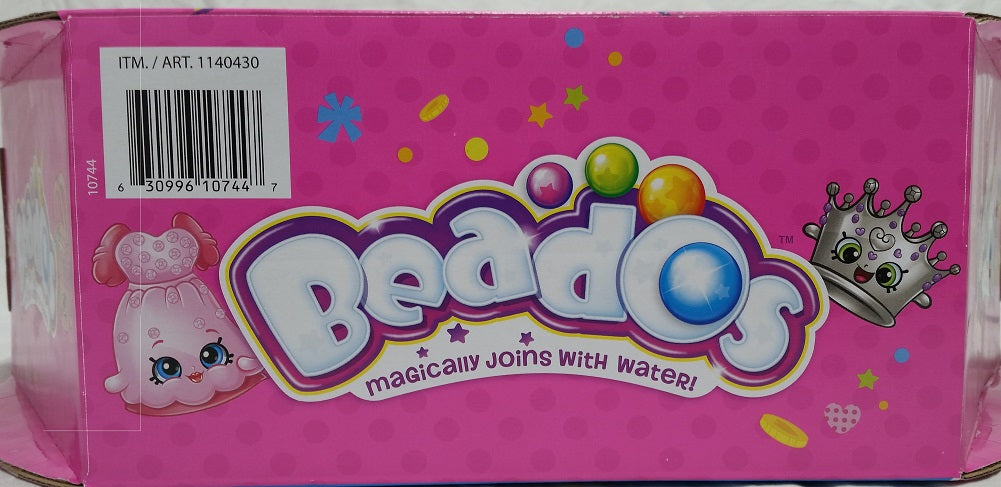 ITM. / ART. 1140430
6 30996 10744 7
10744
Beados TM
magically Joins With Water!